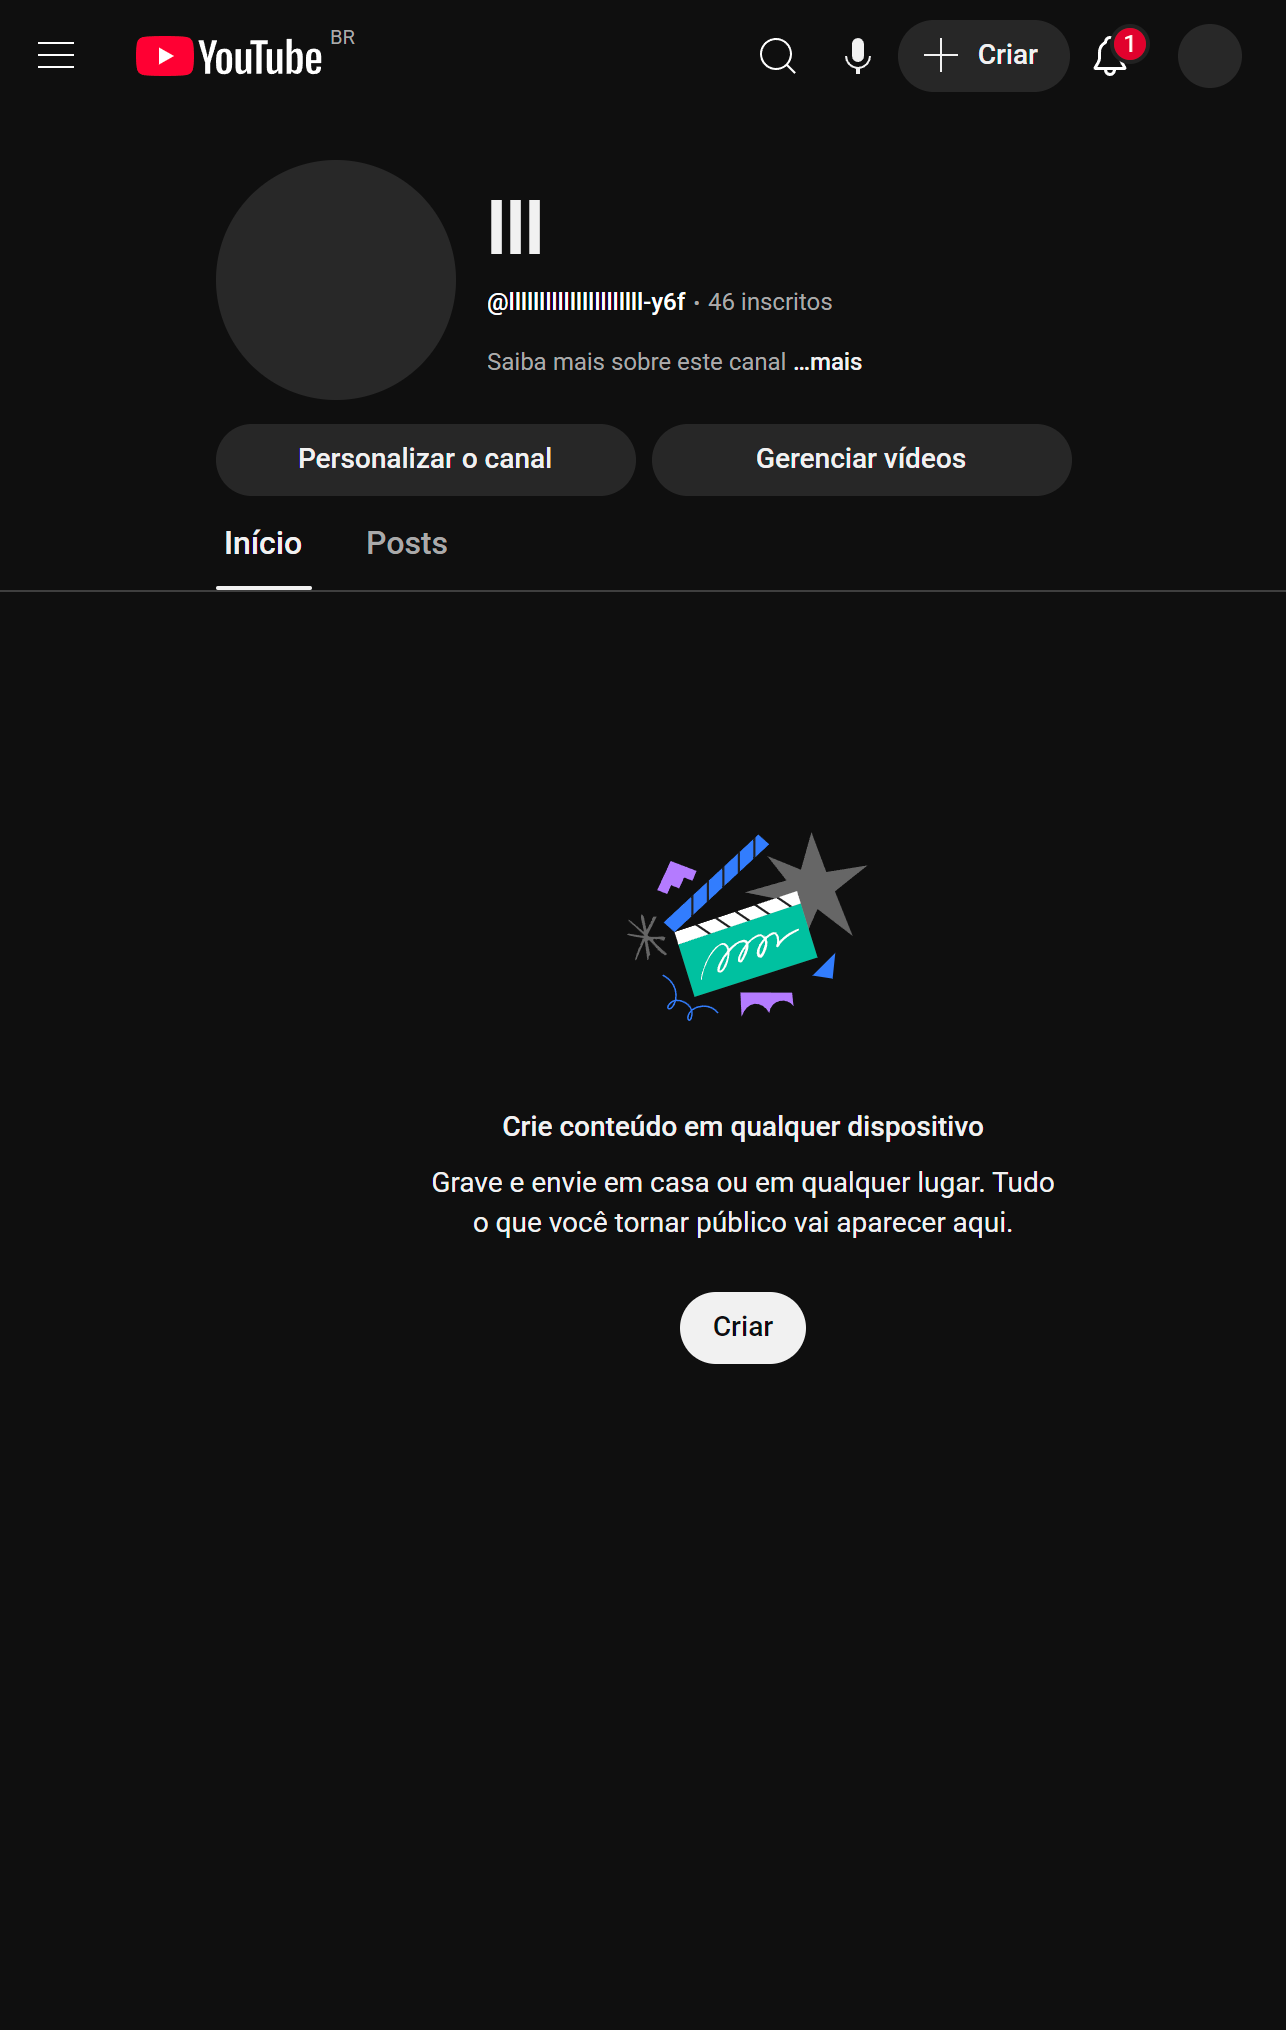 YouTube BR
Criar
1
lll
@llllllllllllllllllllll-y6f • 46 inscritos
Saiba mais sobre este canal ...mais
Personalizar o canal
Gerenciar vídeos
Início
Posts
Crie conteúdo em qualquer dispositivo
Grave e envie em casa ou em qualquer lugar. Tudo
o que você tornar público vai aparecer aqui.
Criar